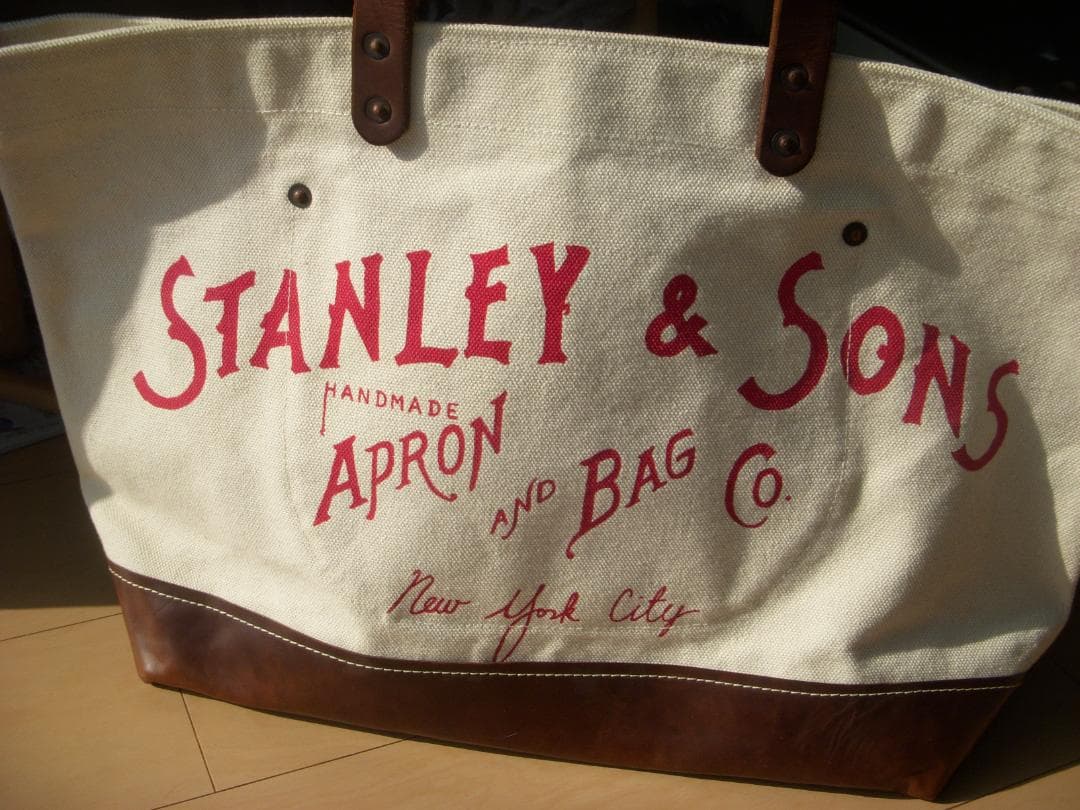 STANLEY & SONS
HANDMADE
APRON AND BAG CO.
New York City